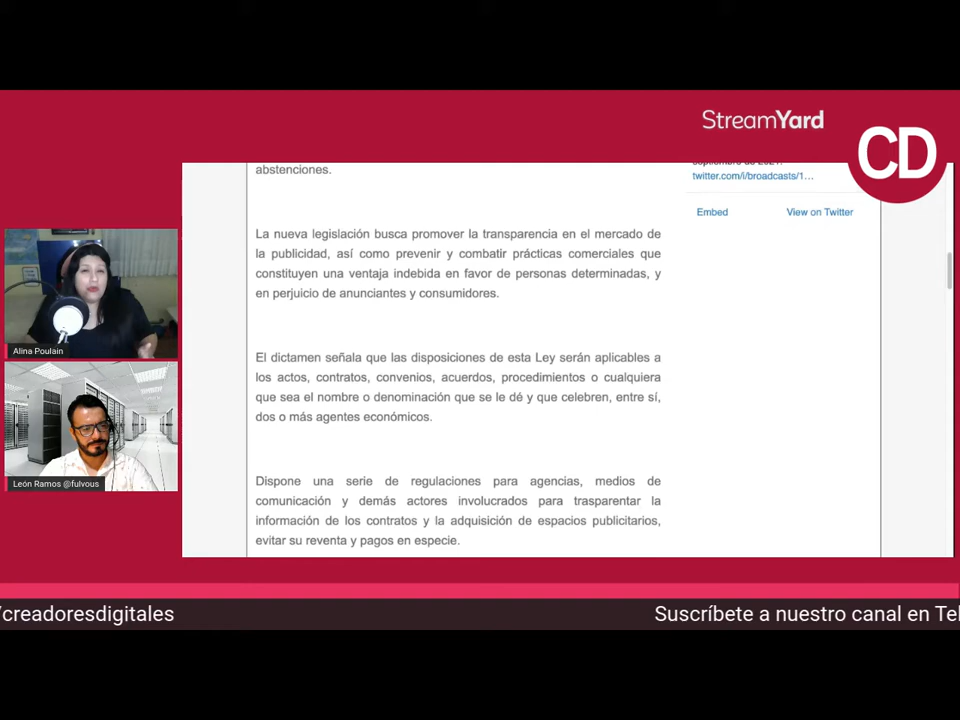 StreamYard
CD
abstenciones.
twitter.com/i/broadcasts/1...
Embed
View on Twitter
La nueva legislación busca promover la transparencia en el mercado de
la publicidad, así como prevenir y combatir prácticas comerciales que
constituyen una ventaja indebida en favor de personas determinadas, y
en perjuicio de anunciantes y consumidores.
El dictamen señala que las disposiciones de esta Ley serán aplicables a
los actos, contratos, convenios, acuerdos, procedimientos o cualquiera
que sea el nombre o denominación que se le dé y que celebren, entre sí,
dos o más agentes económicos.
Dispone una serie de regulaciones para agencias, medios de
comunicación y demás actores involucrados para trasparentar la
información de los contratos y la adquisición de espacios publicitarios,
evitar su reventa y pagos en especie.
Alina Poulain
León Ramos @fulvous
/creadoresdigitales
Suscríbete a nuestro canal en Tel